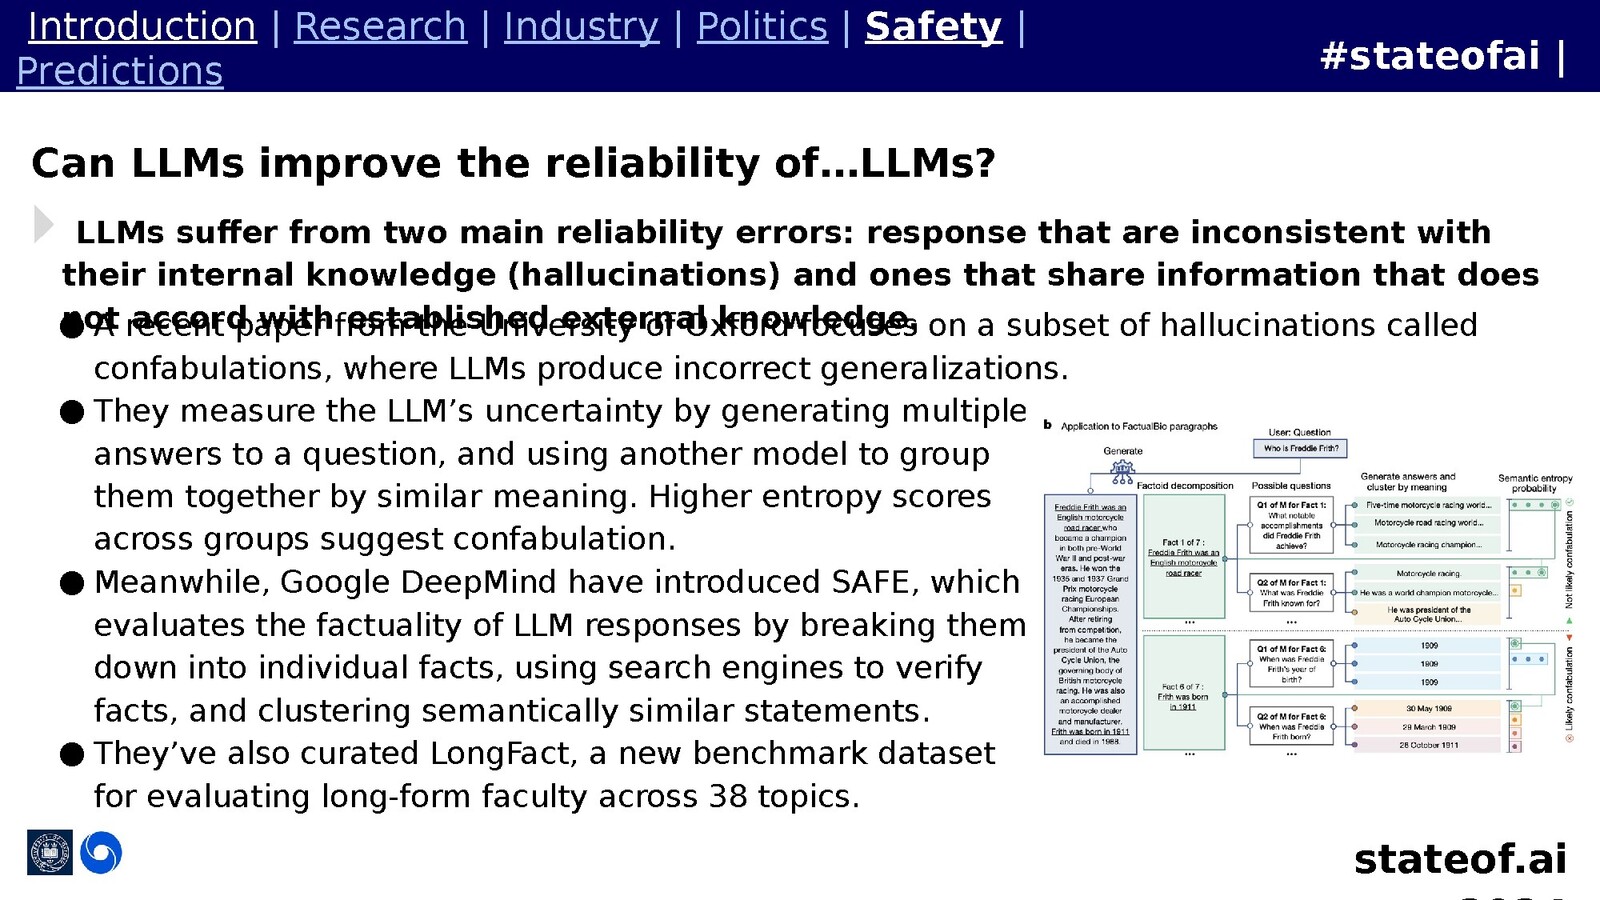 Introduction | Research | Industry | Politics | Safety |
Predictions
#stateofai |
Can LLMs improve the reliability of…LLMs?
LLMs suffer from two main reliability errors: response that are inconsistent with
their internal knowledge (hallucinations) and ones that share information that does
not accord with established external knowledge.
● A recent paper from the University of Oxford focuses on a subset of hallucinations called
confabulations, where LLMs produce incorrect generalizations.
● They measure the LLM’s uncertainty by generating multiple
answers to a question, and using another model to group
them together by similar meaning. Higher entropy scores
across groups suggest confabulation.
● Meanwhile, Google DeepMind have introduced SAFE, which
evaluates the factuality of LLM responses by breaking them
down into individual facts, using search engines to verify
facts, and clustering semantically similar statements.
● They’ve also curated LongFact, a new benchmark dataset
for evaluating long-form faculty across 38 topics.
b Application to FactualBio paragraphs
User: Question
Who is Freddie Frith?
Generate
Factoid decomposition
Possible questions
Generate answers and
cluster by meaning
Semantic entropy
probability
Freddie Frith was an
English motorcycle
road racer who
became a champion
in both pre-World
War II and post-war
eras. He won the
1935 and 1937 Grand
Prix motorcycle
racing European
Championships.
After retiring
from competition,
he became the
president of the Auto
Cycle Union, the
governing body of
British motorcycle
racing. He was also
an accomplished
motorcycle dealer
and manufacturer.
Frith was born in 1911
and died in 1988.
Fact 1 of 7 :
Freddie Frith was an
English motorcycle
road racer
...
Fact 6 of 7 :
Frith was born
in 1911
...
Q1 of M for Fact 1:
What notable
accomplishments
did Freddie Frith
achieve?
Q2 of M for Fact 1:
What was Freddie
Frith known for?
...
Q1 of M for Fact 6:
When was Freddie
Frith's year of
birth?
Q2 of M for Fact 6:
When was Freddie
Frith born?
...
Five-time motorcycle racing world...
Motorcycle road racing world...
Motorcycle racing champion...
Motorcycle racing.
He was a world champion motorcycle...
He was president of the
Auto Cycle Union...
1909
1909
1909
30 May 1909
29 March 1909
28 October 1911
Not likely confabulation
Likely confabulation
stateof.ai